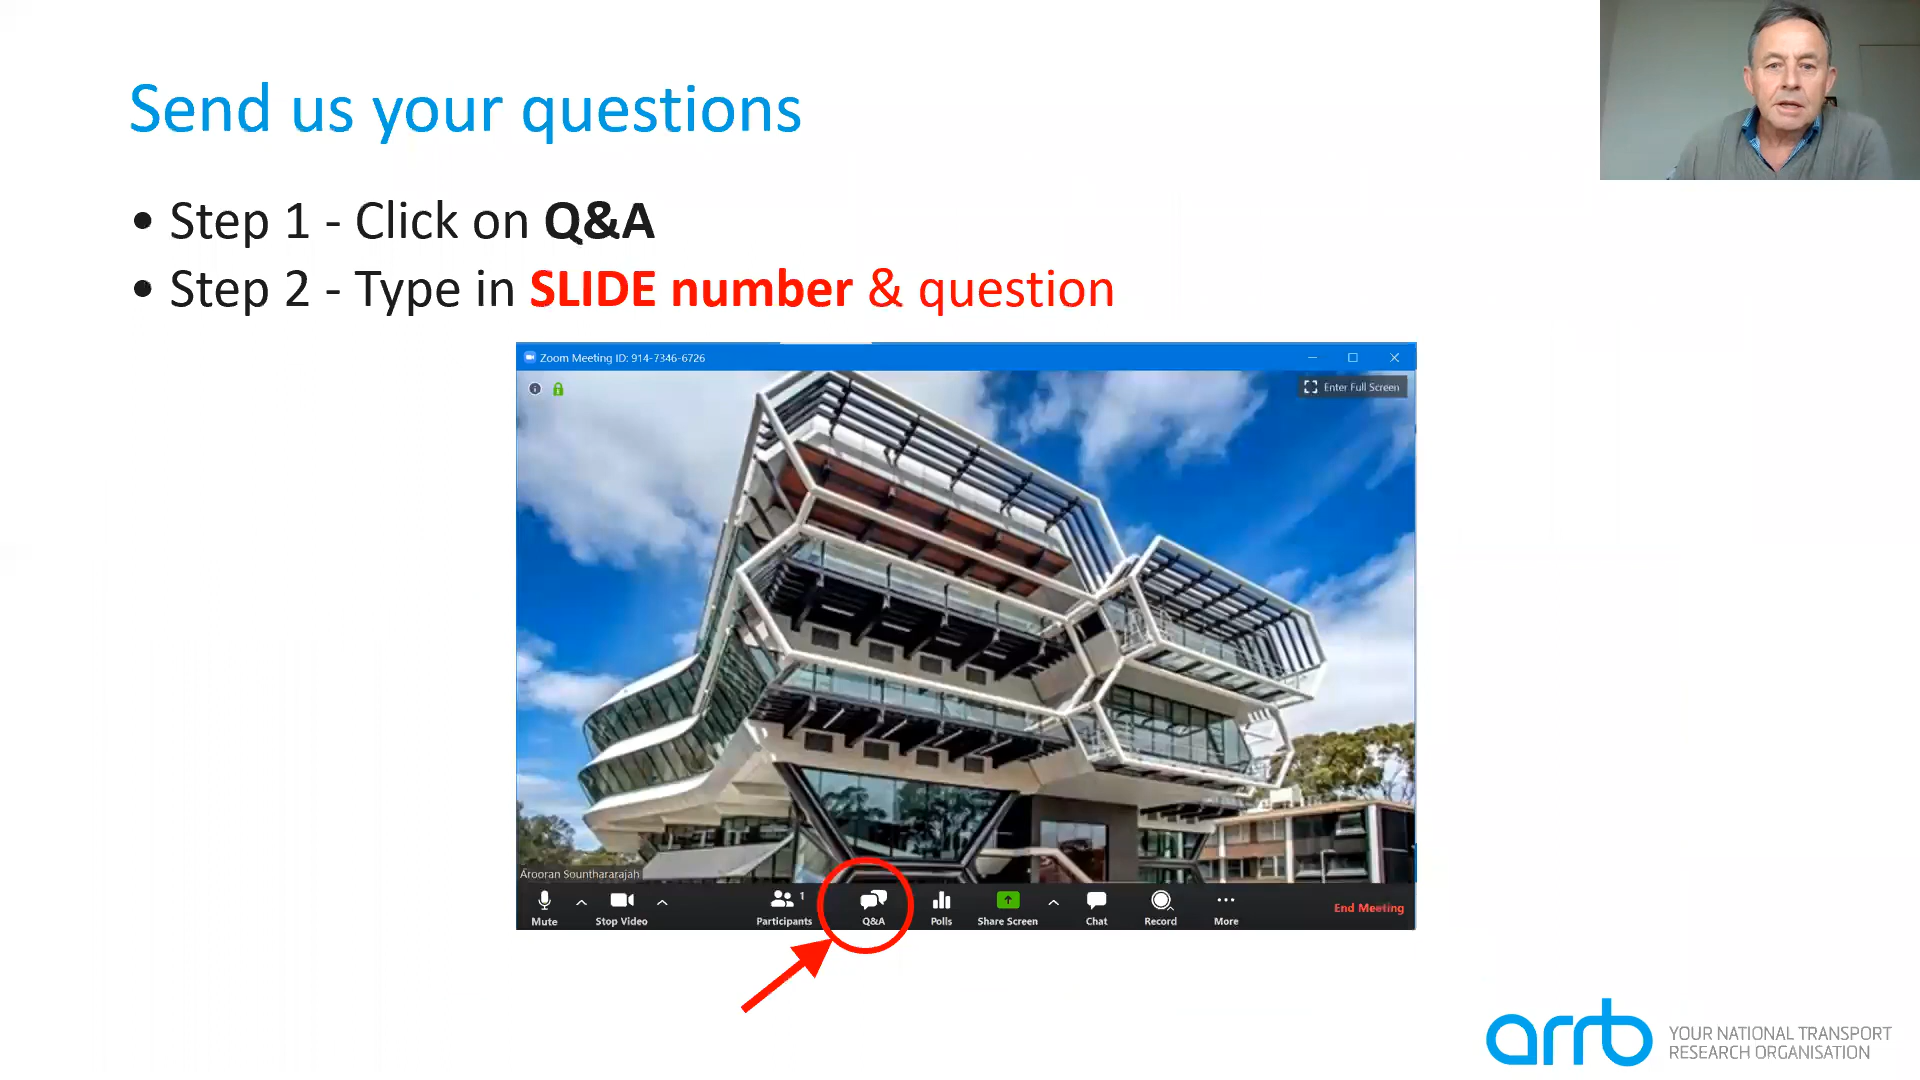 Send us your questions
• Step 1 - Click on Q&A
• Step 2 - Type in SLIDE number & question
Zoom Meeting ID: 914-7346-6726
Enter Full Screen
Arooran Sounthararajah
Mute
Stop Video
Participants 1
Q&A
Polls
Share Screen
Chat
Record
More
End Meeting
arrb
YOUR NATIONAL TRANSPORT
RESEARCH ORGANISATION